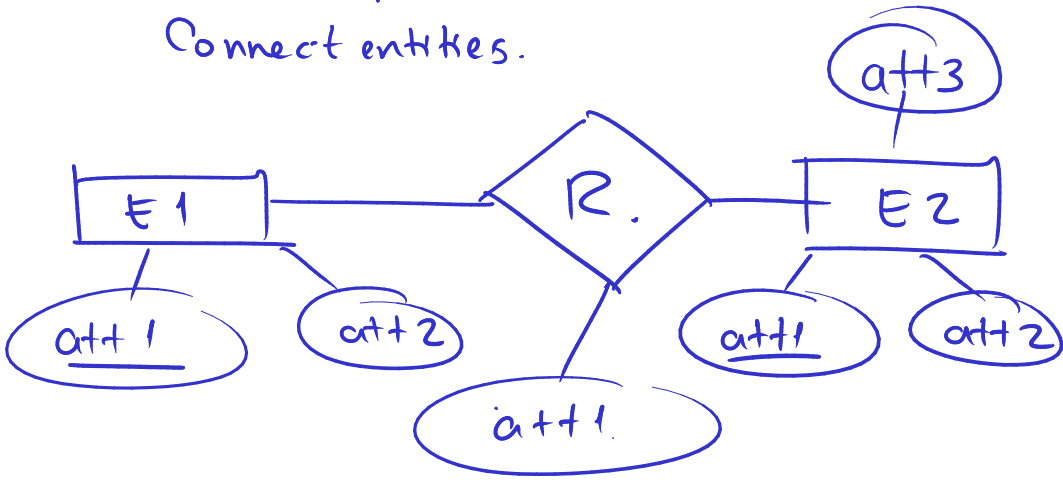 Connect entities.
att3
E1
R.
E2
att1
att2
att1
att2
att1.